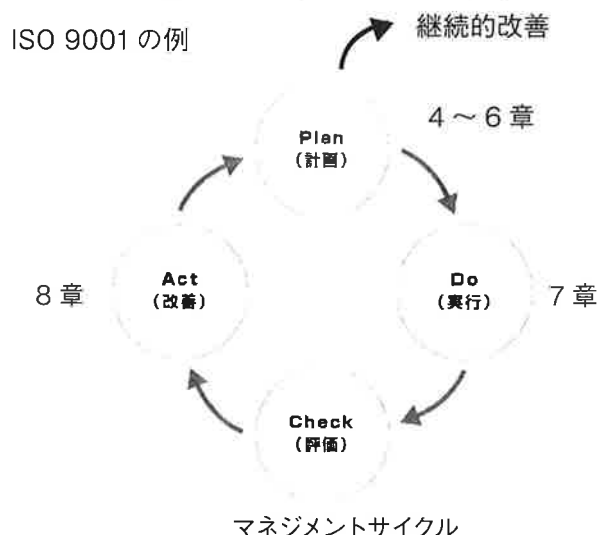 ISO 9001 の例
継続的改善
4～6 章
Plan
（計画）
Act
（改善）
8 章
Do
（実行）
7 章
Check
（評価）
マネジメントサイクル